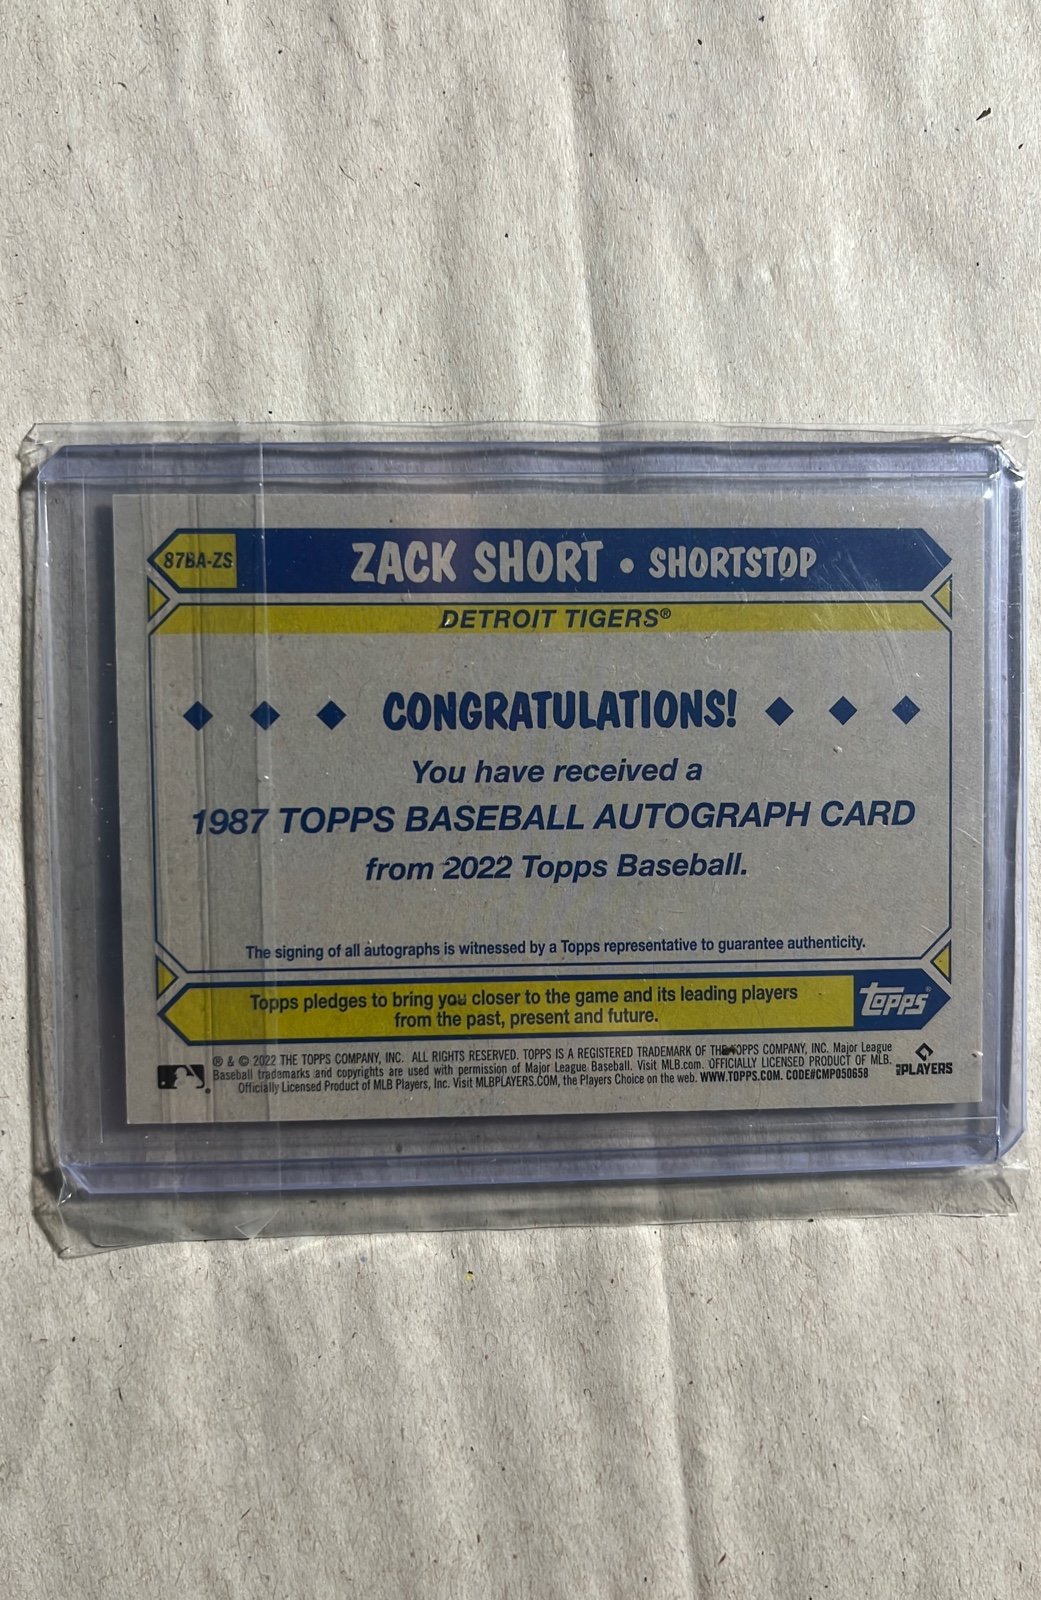 87BA-ZS
ZACK SHORT • SHORTSTOP
DETROIT TIGERS®
CONGRATULATIONS!
You have received a
1987 TOPPS BASEBALL AUTOGRAPH CARD
from 2022 Topps Baseball.
The signing of all autographs is witnessed by a Topps representative to guarantee authenticity.
Topps pledges to bring you closer to the game and its leading players
from the past, present and future.
topps®
® & © 2022 THE TOPPS COMPANY, INC. ALL RIGHTS RESERVED. TOPPS IS A REGISTERED TRADEMARK OF THE TOPPS COMPANY, INC. Major League
Baseball trademarks and copyrights are used with permission of Major League Baseball. Visit MLB.com. OFFICIALLY LICENSED PRODUCT OF MLB.
Officially Licensed Product of MLB Players, Inc. Visit MLBPLAYERS.COM, the Players Choice on the web. WWW.TOPPS.COM. CODE#CMP050658
MLB PLAYERS